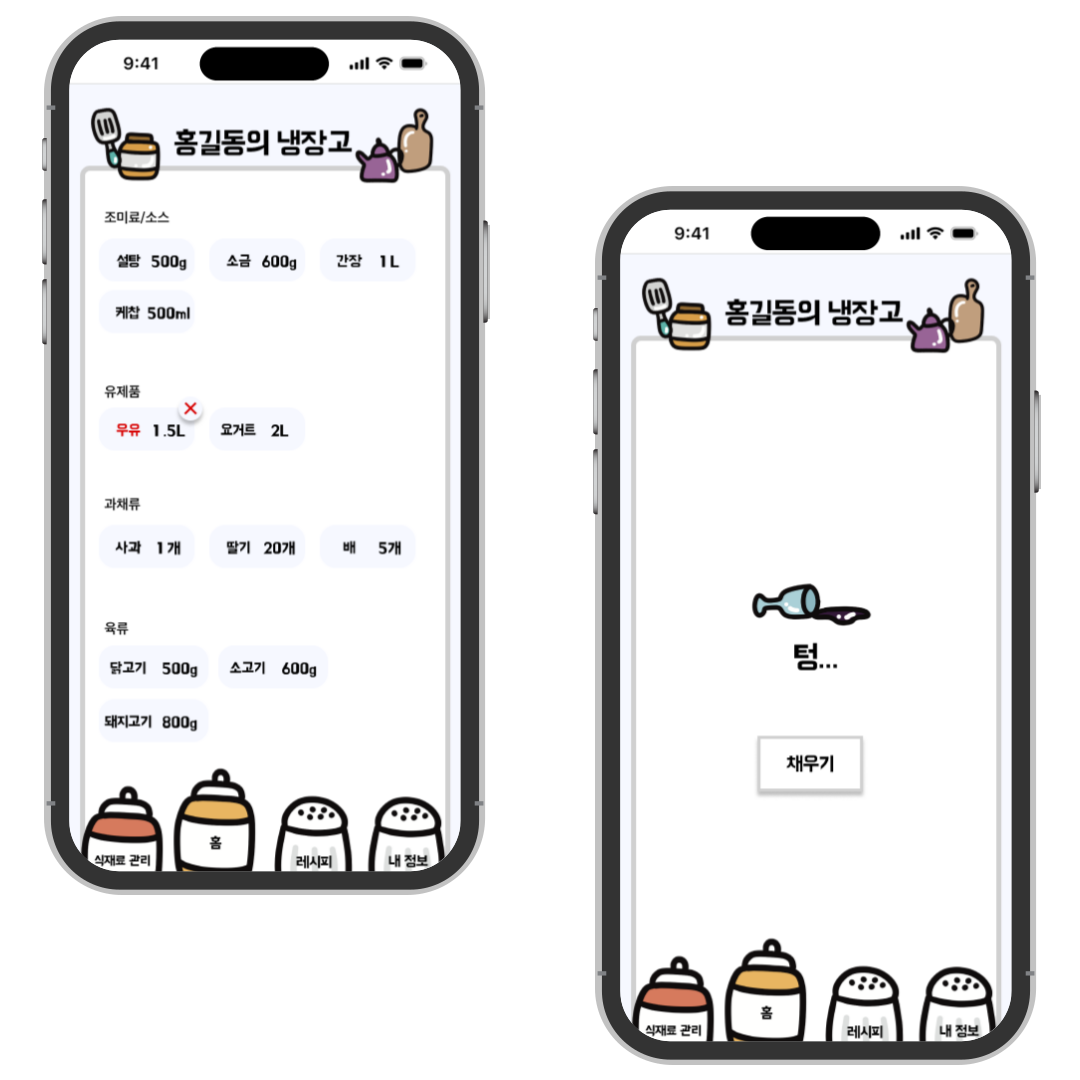 9:41
홍길동의 냉장고
조미료/소스
설탕 500g 소금 600g 간장 1L
케찹 500ml
유제품
우유 1.5L 요거트 2L
과채류
사과 1개 딸기 20개 배 5개
육류
닭고기 500g 소고기 600g
돼지고기 800g
식재료 관리 홈 레시피 내 정보
9:41
홍길동의 냉장고
텅...
채우기
식재료 관리 홈 레시피 내 정보